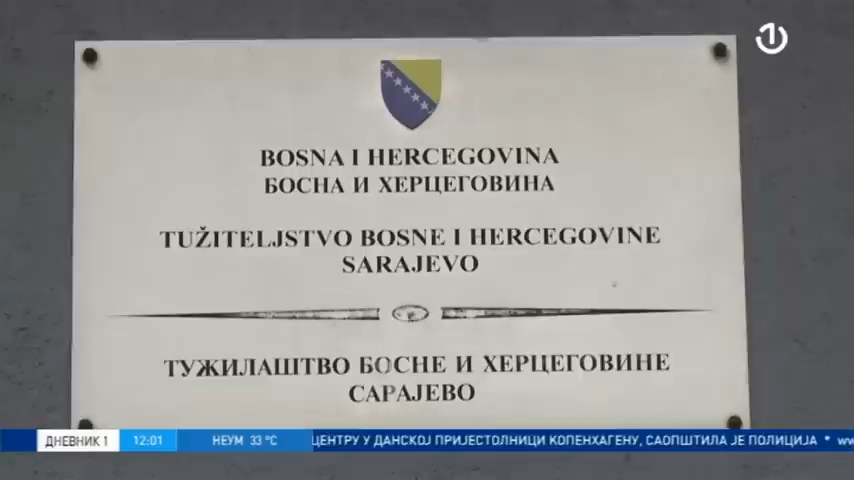 BOSNA I HERCEGOVINA
БОСНА И ХЕРЦЕГОВИНА
TUŽITELJSTVO BOSNE I HERCEGOVINE
SARAJEVO
ТУЖИЛАШТВО БОСНЕ И ХЕРЦЕГОВИНЕ
САРАЈЕВО
ДНЕВНИК 1 12:01 НЕУМ 33 °C ЦЕНТРУ У ДАНСКОЈ ПРИЈЕСТОЛНИЦИ КОПЕНХАГЕНУ, САОПШТИЛА ЈЕ ПОЛИЦИЈА * ww